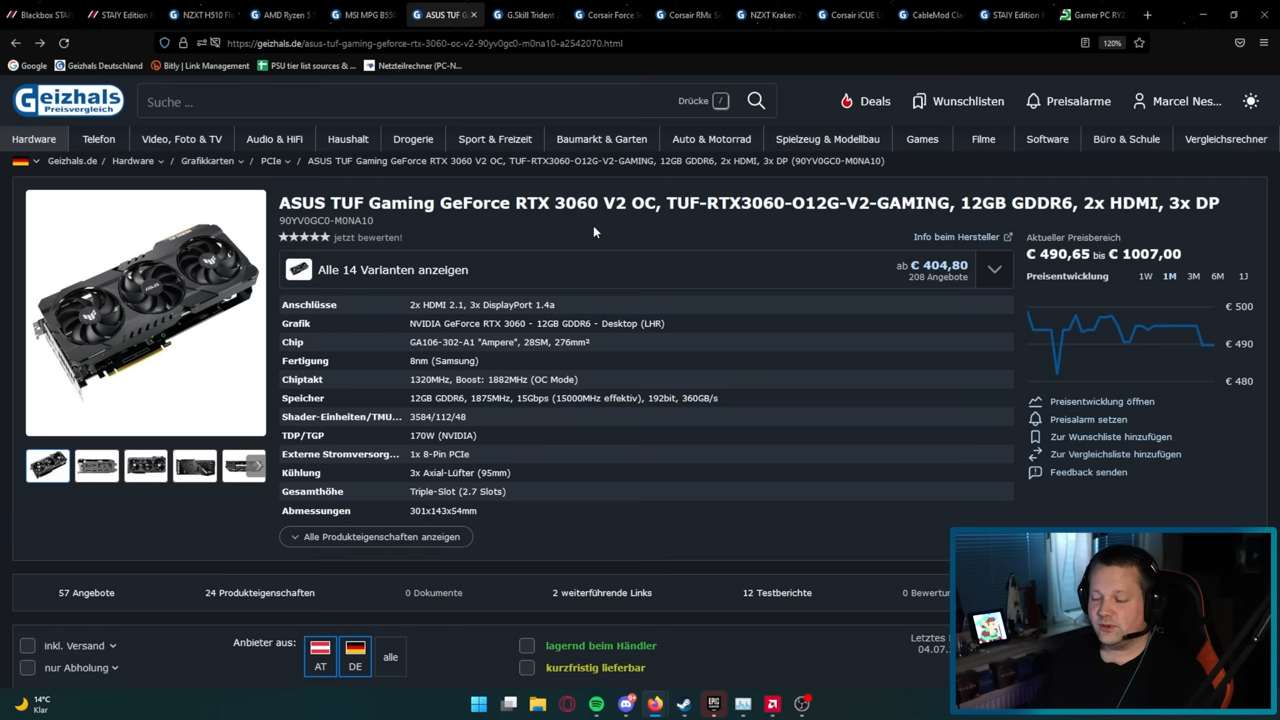 Blackbox STAY
STAIY Edition
NZXT H510 Flo
AMD Ryzen 5
MSI MPG B55
ASUS TUF G
G.Skill Trident
Corsair Force S
Corsair RMx S
NZXT Kraken
Corsair iCUE L
CableMod Cla
STAIY Edition
Gamer PC RYZ
https://geizhals.de/asus-tuf-gaming-geforce-rtx-3060-oc-v2-90yv0gc0-m0na10-a2542070.html
120%
Google
Geizhals Deutschland
Bitly | Link Management
PSU tier list sources & ...
Netzteilrechner (PC-N...
Geizhals
Preisvergleich
Suche ...
Drücke /
Deals
Wunschlisten
Preisalarme
Marcel Nes...
Hardware
Telefon
Video, Foto & TV
Audio & HiFi
Haushalt
Drogerie
Sport & Freizeit
Baumarkt & Garten
Auto & Motorrad
Spielzeug & Modellbau
Games
Filme
Software
Büro & Schule
Vergleichsrechner
Geizhals.de / Hardware / Grafikkarten / PCIe / ASUS TUF Gaming GeForce RTX 3060 V2 OC, TUF-RTX3060-O12G-V2-GAMING, 12GB GDDR6, 2x HDMI, 3x DP (90YV0GC0-M0NA10)
ASUS TUF Gaming GeForce RTX 3060 V2 OC, TUF-RTX3060-O12G-V2-GAMING, 12GB GDDR6, 2x HDMI, 3x DP
90YV0GC0-M0NA10
jetzt bewerten!
Info beim Hersteller
Alle 14 Varianten anzeigen
ab € 404,80
208 Angebote
Anschlüsse 2x HDMI 2.1, 3x DisplayPort 1.4a
Grafik NVIDIA GeForce RTX 3060 - 12GB GDDR6 - Desktop (LHR)
Chip GA106-302-A1 "Ampere", 28SM, 276mm²
Fertigung 8nm (Samsung)
Chiptakt 1320MHz, Boost: 1882MHz (OC Mode)
Speicher 12GB GDDR6, 1875MHz, 15Gbps (15000MHz effektiv), 192bit, 360GB/s
Shader-Einheiten/TMU... 3584/112/48
TDP/TGP 170W (NVIDIA)
Externe Stromversorg... 1x 8-Pin PCIe
Kühlung 3x Axial-Lüfter (95mm)
Gesamthöhe Triple-Slot (2.7 Slots)
Abmessungen 301x143x54mm
Alle Produkteigenschaften anzeigen
Aktueller Preisbereich
€ 490,65 bis € 1007,00
Preisentwicklung 1W 1M 3M 6M 1J
€ 500
€ 490
€ 480
Preisentwicklung öffnen
Preisalarm setzen
Zur Wunschliste hinzufügen
Zur Vergleichsliste hinzufügen
Feedback senden
57 Angebote
24 Produkteigenschaften
0 Dokumente
2 weiterführende Links
12 Testberichte
0 Bewertun
inkl. Versand
nur Abholung
Anbieter aus:
AT
DE
alle
lagernd beim Händler
kurzfristig lieferbar
Letztes
04.07.
14°C
Klar
EPIC